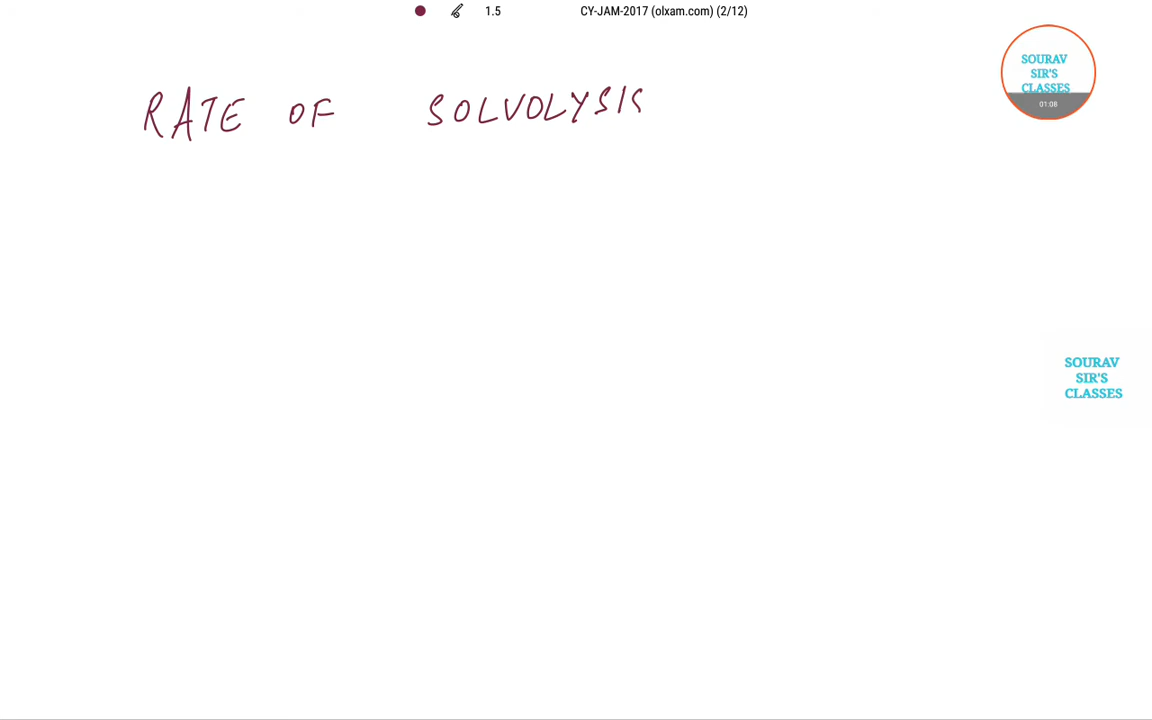 1.5 CY-JAM-2017 (olxam.com) (2/12)
SOURAV
SIR'S
CLASSES
01:08
RATE OF SOLVOLYSIS
SOURAV
SIR'S
CLASSES